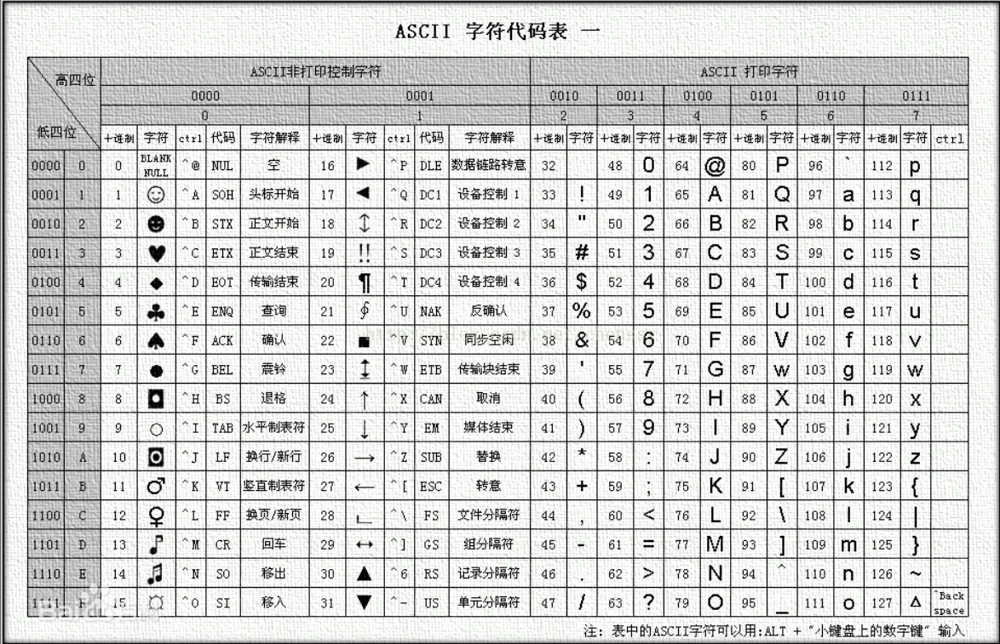 ASCII 字符代码表 一
高四位 ASCII非打印控制字符 ASCII 打印字符
0000 0001 0010 0011 0100 0101 0110 0111
0 1 2 3 4 5 6 7
低四位 十进制 字符 ctrl 代码 字符解释 十进制 字符 ctrl 代码 字符解释 十进制 字符 十进制 字符 十进制 字符 十进制 字符 十进制 字符 十进制 字符 ctrl
0000 0 0 BLANK NULL ^@ NUL 空 16 ► ^P DLE 数据链路转意 32 48 0 64 @ 80 P 96 ` 112 p
0001 1 1 ☺ ^A SOH 头标开始 17 ◄ ^Q DC1 设备控制 1 33 ! 49 1 65 A 81 Q 97 a 113 q
0010 2 2 ☻ ^B STX 正文开始 18 ↕ ^R DC2 设备控制 2 34 " 50 2 66 B 82 R 98 b 114 r
0011 3 3 ♥ ^C ETX 正文结束 19 ‼ ^S DC3 设备控制 3 35 # 51 3 67 C 83 S 99 c 115 s
0100 4 4 ♦ ^D EOT 传输结束 20 ¶ ^T DC4 设备控制 4 36 $ 52 4 68 D 84 T 100 d 116 t
0101 5 5 ♣ ^E ENQ 查询 21 ∮ ^U NAK 反确认 37 % 53 5 69 E 85 U 101 e 117 u
0110 6 6 ♠ ^F ACK 确认 22 ■ ^V SYN 同步空闲 38 & 54 6 70 F 86 V 102 f 118 v
0111 7 7 ● ^G BEL 震铃 23 ↨ ^W ETB 传输块结束 39 ' 55 7 71 G 87 w 103 g 119 w
1000 8 8 ◘ ^H BS 退格 24 ↑ ^X CAN 取消 40 ( 56 8 72 H 88 X 104 h 120 x
1001 9 9 ○ ^I TAB 水平制表符 25 ↓ ^Y EM 媒体结束 41 ) 57 9 73 I 89 Y 105 i 121 y
1010 A 10 ◙ ^J LF 换行/新行 26 → ^Z SUB 替换 42 * 58 : 74 J 90 Z 106 j 122 z
1011 B 11 ♂ ^K VT 竖直制表符 27 ← ^[ ESC 转意 43 + 59 ; 75 K 91 [ 107 k 123 {
1100 C 12 ♀ ^L FF 换页/新页 28 ∟ ^\ FS 文件分隔符 44 , 60 < 76 L 92 \ 108 l 124 |
1101 D 13 ♪ ^M CR 回车 29 ↔ ^] GS 组分隔符 45 - 61 = 77 M 93 ] 109 m 125 }
1110 E 14 ♫ ^N SO 移出 30 ▲ ^6 RS 记录分隔符 46 . 62 > 78 N 94 ^ 110 n 126 ~
1111 F 15 ☼ ^O SI 移入 31 ▼ ^- US 单元分隔符 47 / 63 ? 79 O 95 _ 111 o 127 Δ ^Back space
注：表中的ASCII字符可以用:ALT + "小键盘上的数字键" 输入